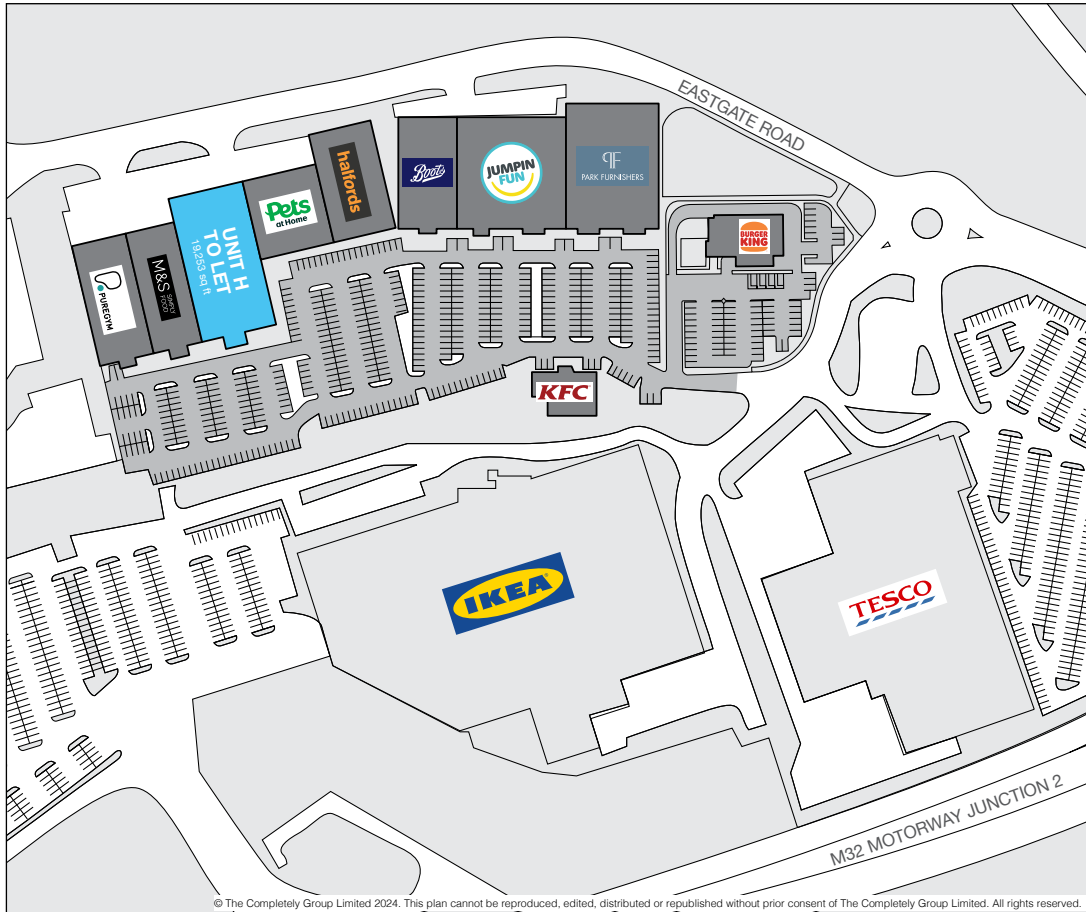 EASTGATE ROAD
halfords
Boots
JUMPIN
FUN
PF
PARK FURNISHERS
Pets
at Home
UNIT H
TO LET
19,253 sq ft
M&S
SIMPLY
FOOD
PUREGYM
BURGER
KING
KFC
IKEA
TESCO
M32 MOTORWAY JUNCTION 2
© The Completely Group Limited 2024. This plan cannot be reproduced, edited, distributed or republished without prior consent of The Completely Group Limited. All rights reserved.